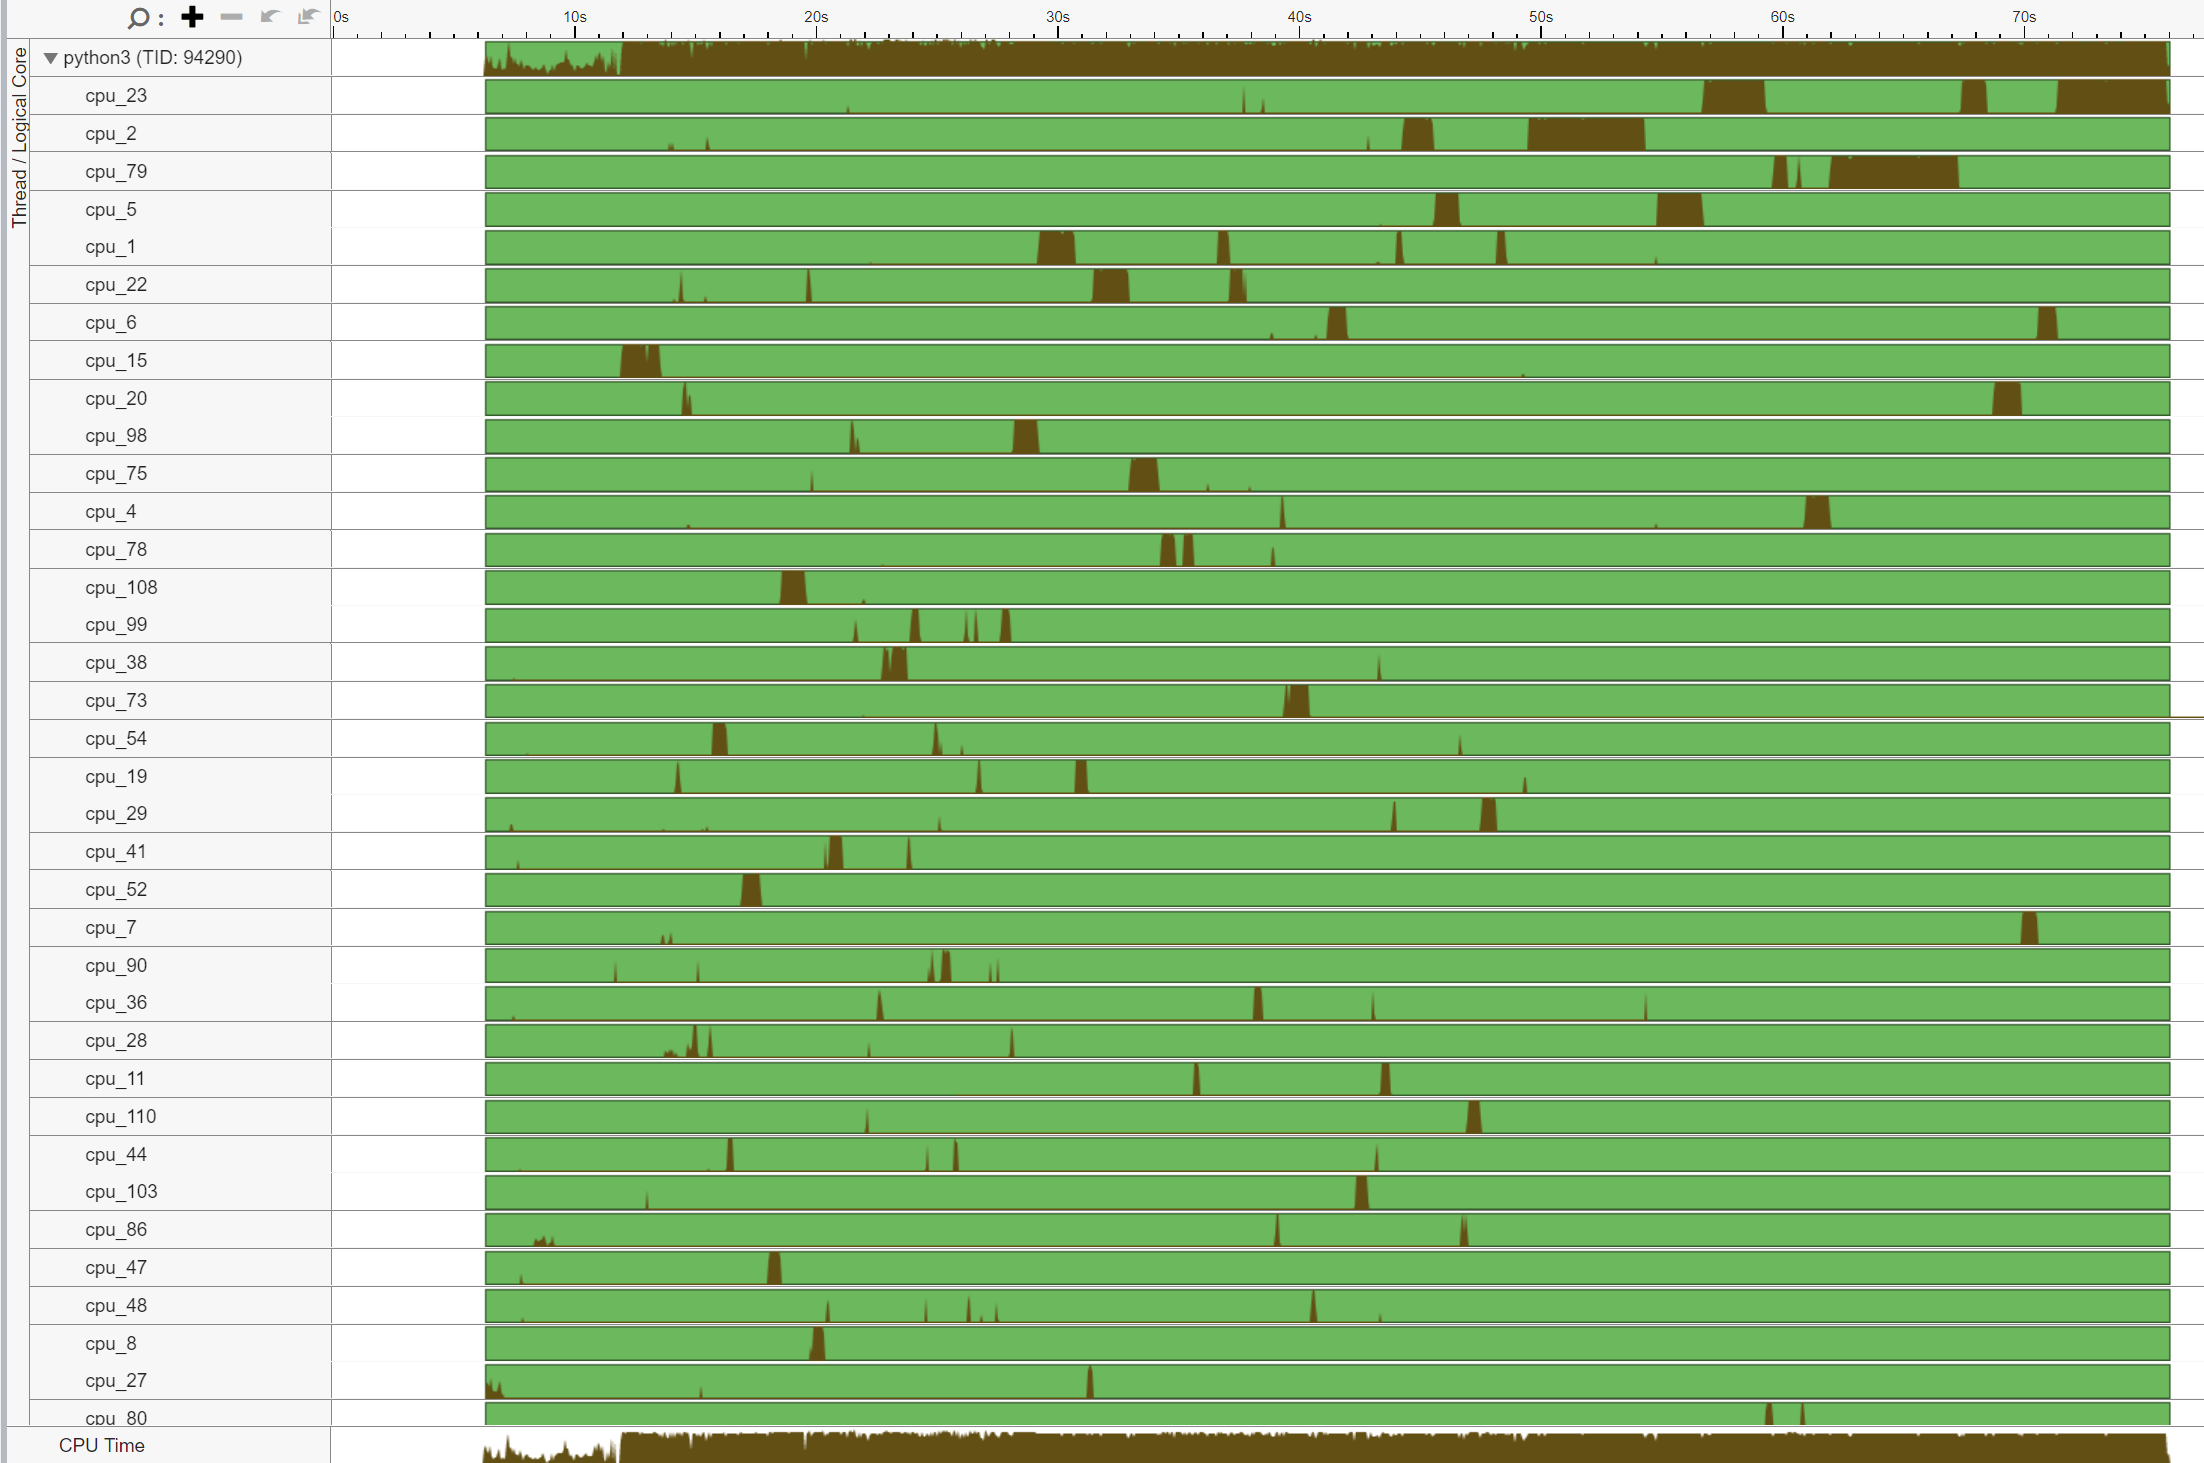 0s 10s 20s 30s 40s 50s 60s 70s
Thread / Logical Core
python3 (TID: 94290)
cpu_23
cpu_2
cpu_79
cpu_5
cpu_1
cpu_22
cpu_6
cpu_15
cpu_20
cpu_98
cpu_75
cpu_4
cpu_78
cpu_108
cpu_99
cpu_38
cpu_73
cpu_54
cpu_19
cpu_29
cpu_41
cpu_52
cpu_7
cpu_90
cpu_36
cpu_28
cpu_11
cpu_110
cpu_44
cpu_103
cpu_86
cpu_47
cpu_48
cpu_8
cpu_27
cpu_80
CPU Time